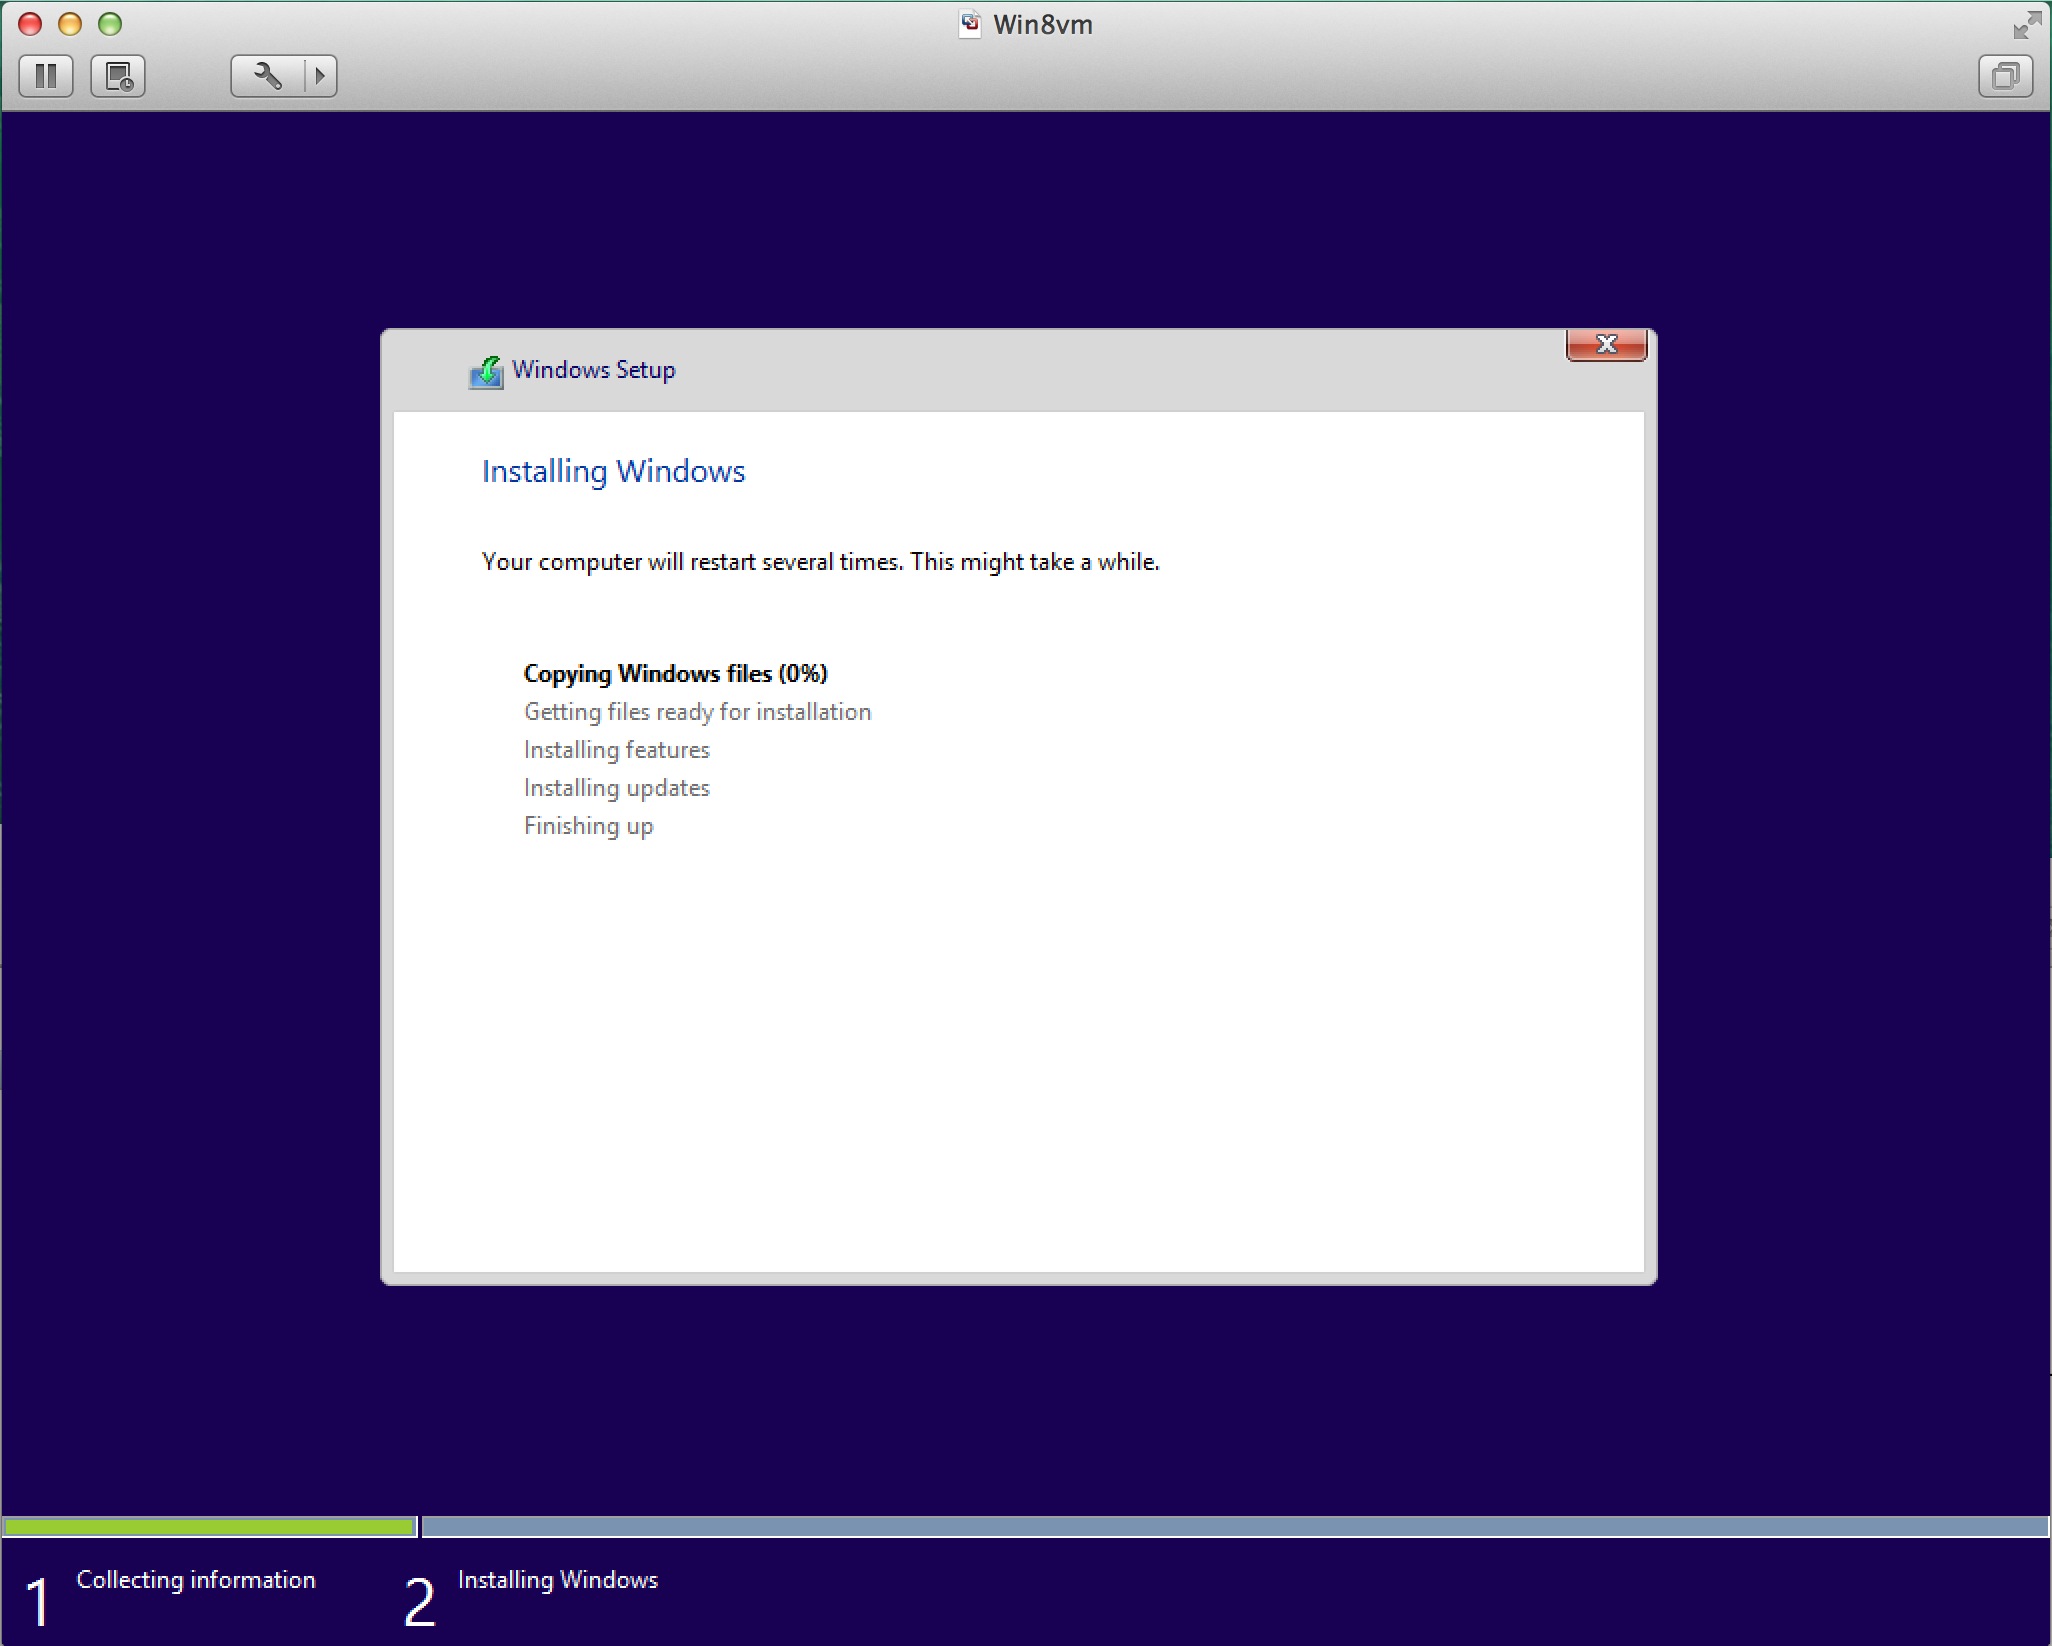 Win8vm
Windows Setup
Installing Windows
Your computer will restart several times. This might take a while.
Copying Windows files (0%)
Getting files ready for installation
Installing features
Installing updates
Finishing up
1 Collecting information 2 Installing Windows